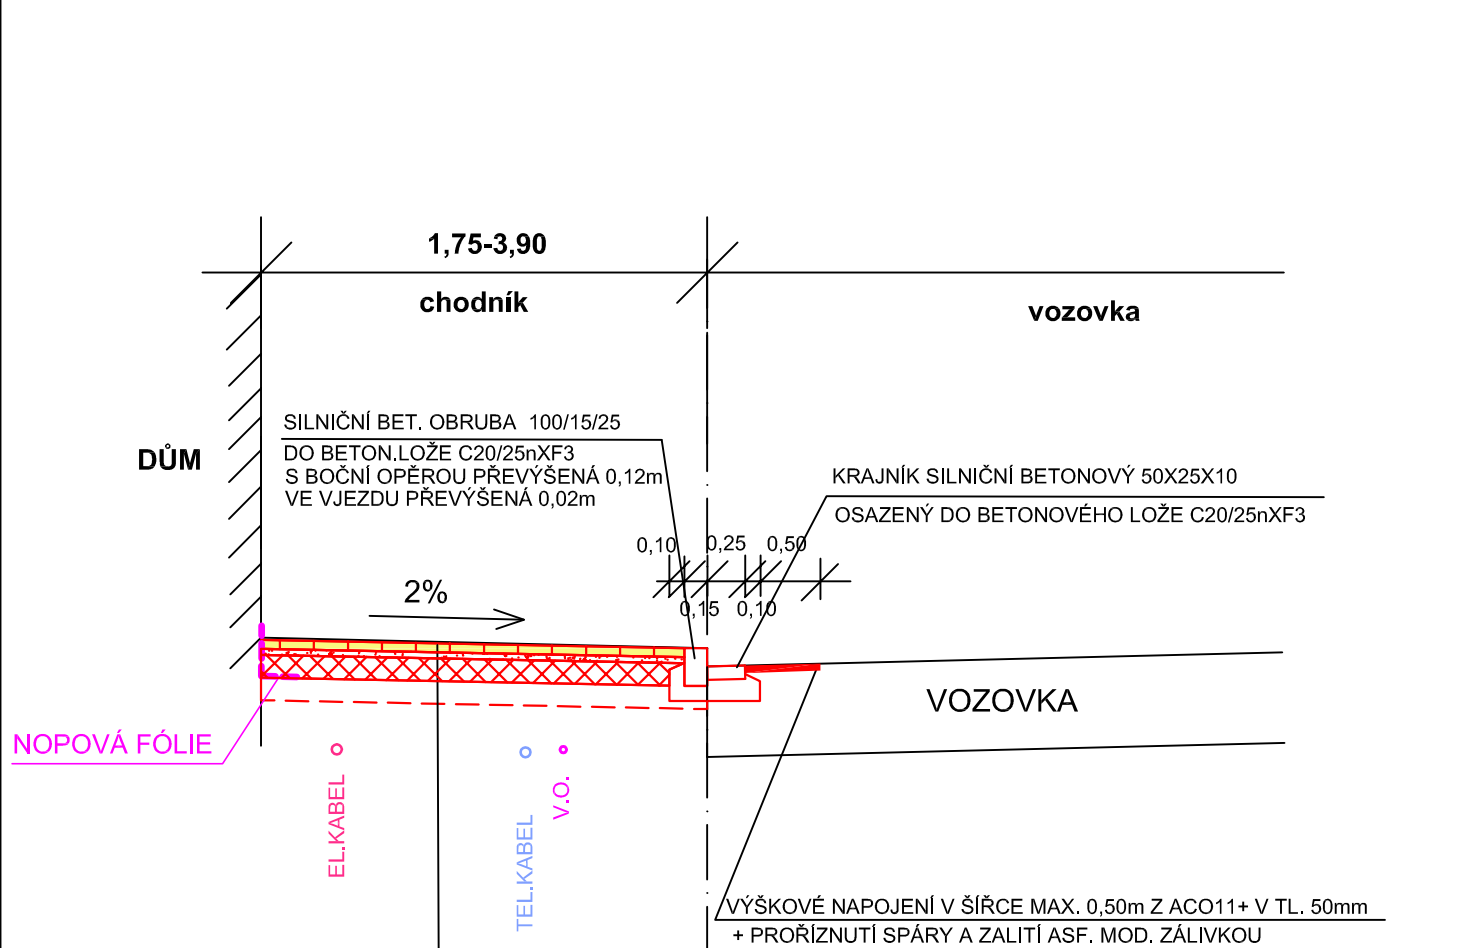 1,75-3,90
chodník
vozovka
SILNIČNÍ BET. OBRUBA 100/15/25
DO BETON.LOŽE C20/25nXF3
S BOČNÍ OPĚROU PŘEVÝŠENÁ 0,12m
VE VJEZDU PŘEVÝŠENÁ 0,02m
DŮM
KRAJNÍK SILNIČNÍ BETONOVÝ 50X25X10
OSAZENÝ DO BETONOVÉHO LOŽE C20/25nXF3
0,10 0,25 0,50
0,15 0,10
2%
VOZOVKA
NOPOVÁ FÓLIE
EL.KABEL
TEL.KABEL
V.O.
VÝŠKOVÉ NAPOJENÍ V ŠÍŘCE MAX. 0,50m Z ACO11+ V TL. 50mm
+ PROŘÍZNUTÍ SPÁRY A ZALITÍ ASF. MOD. ZÁLIVKOU